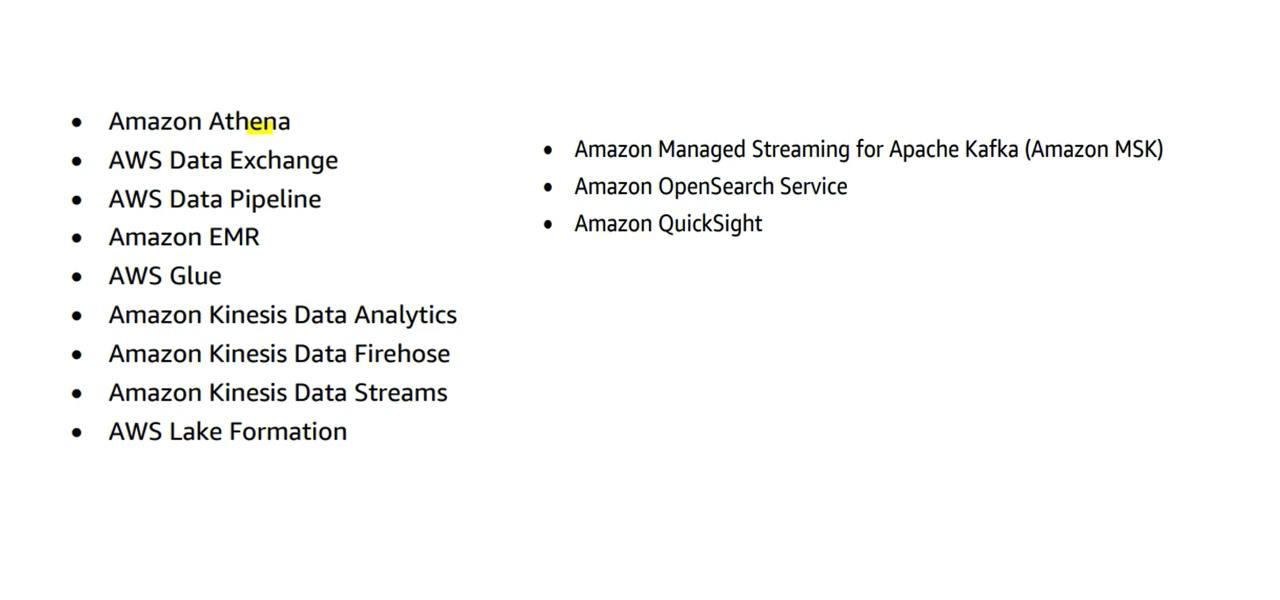 • Amazon Athena
• AWS Data Exchange
• AWS Data Pipeline
• Amazon EMR
• AWS Glue
• Amazon Kinesis Data Analytics
• Amazon Kinesis Data Firehose
• Amazon Kinesis Data Streams
• AWS Lake Formation
• Amazon Managed Streaming for Apache Kafka (Amazon MSK)
• Amazon OpenSearch Service
• Amazon QuickSight